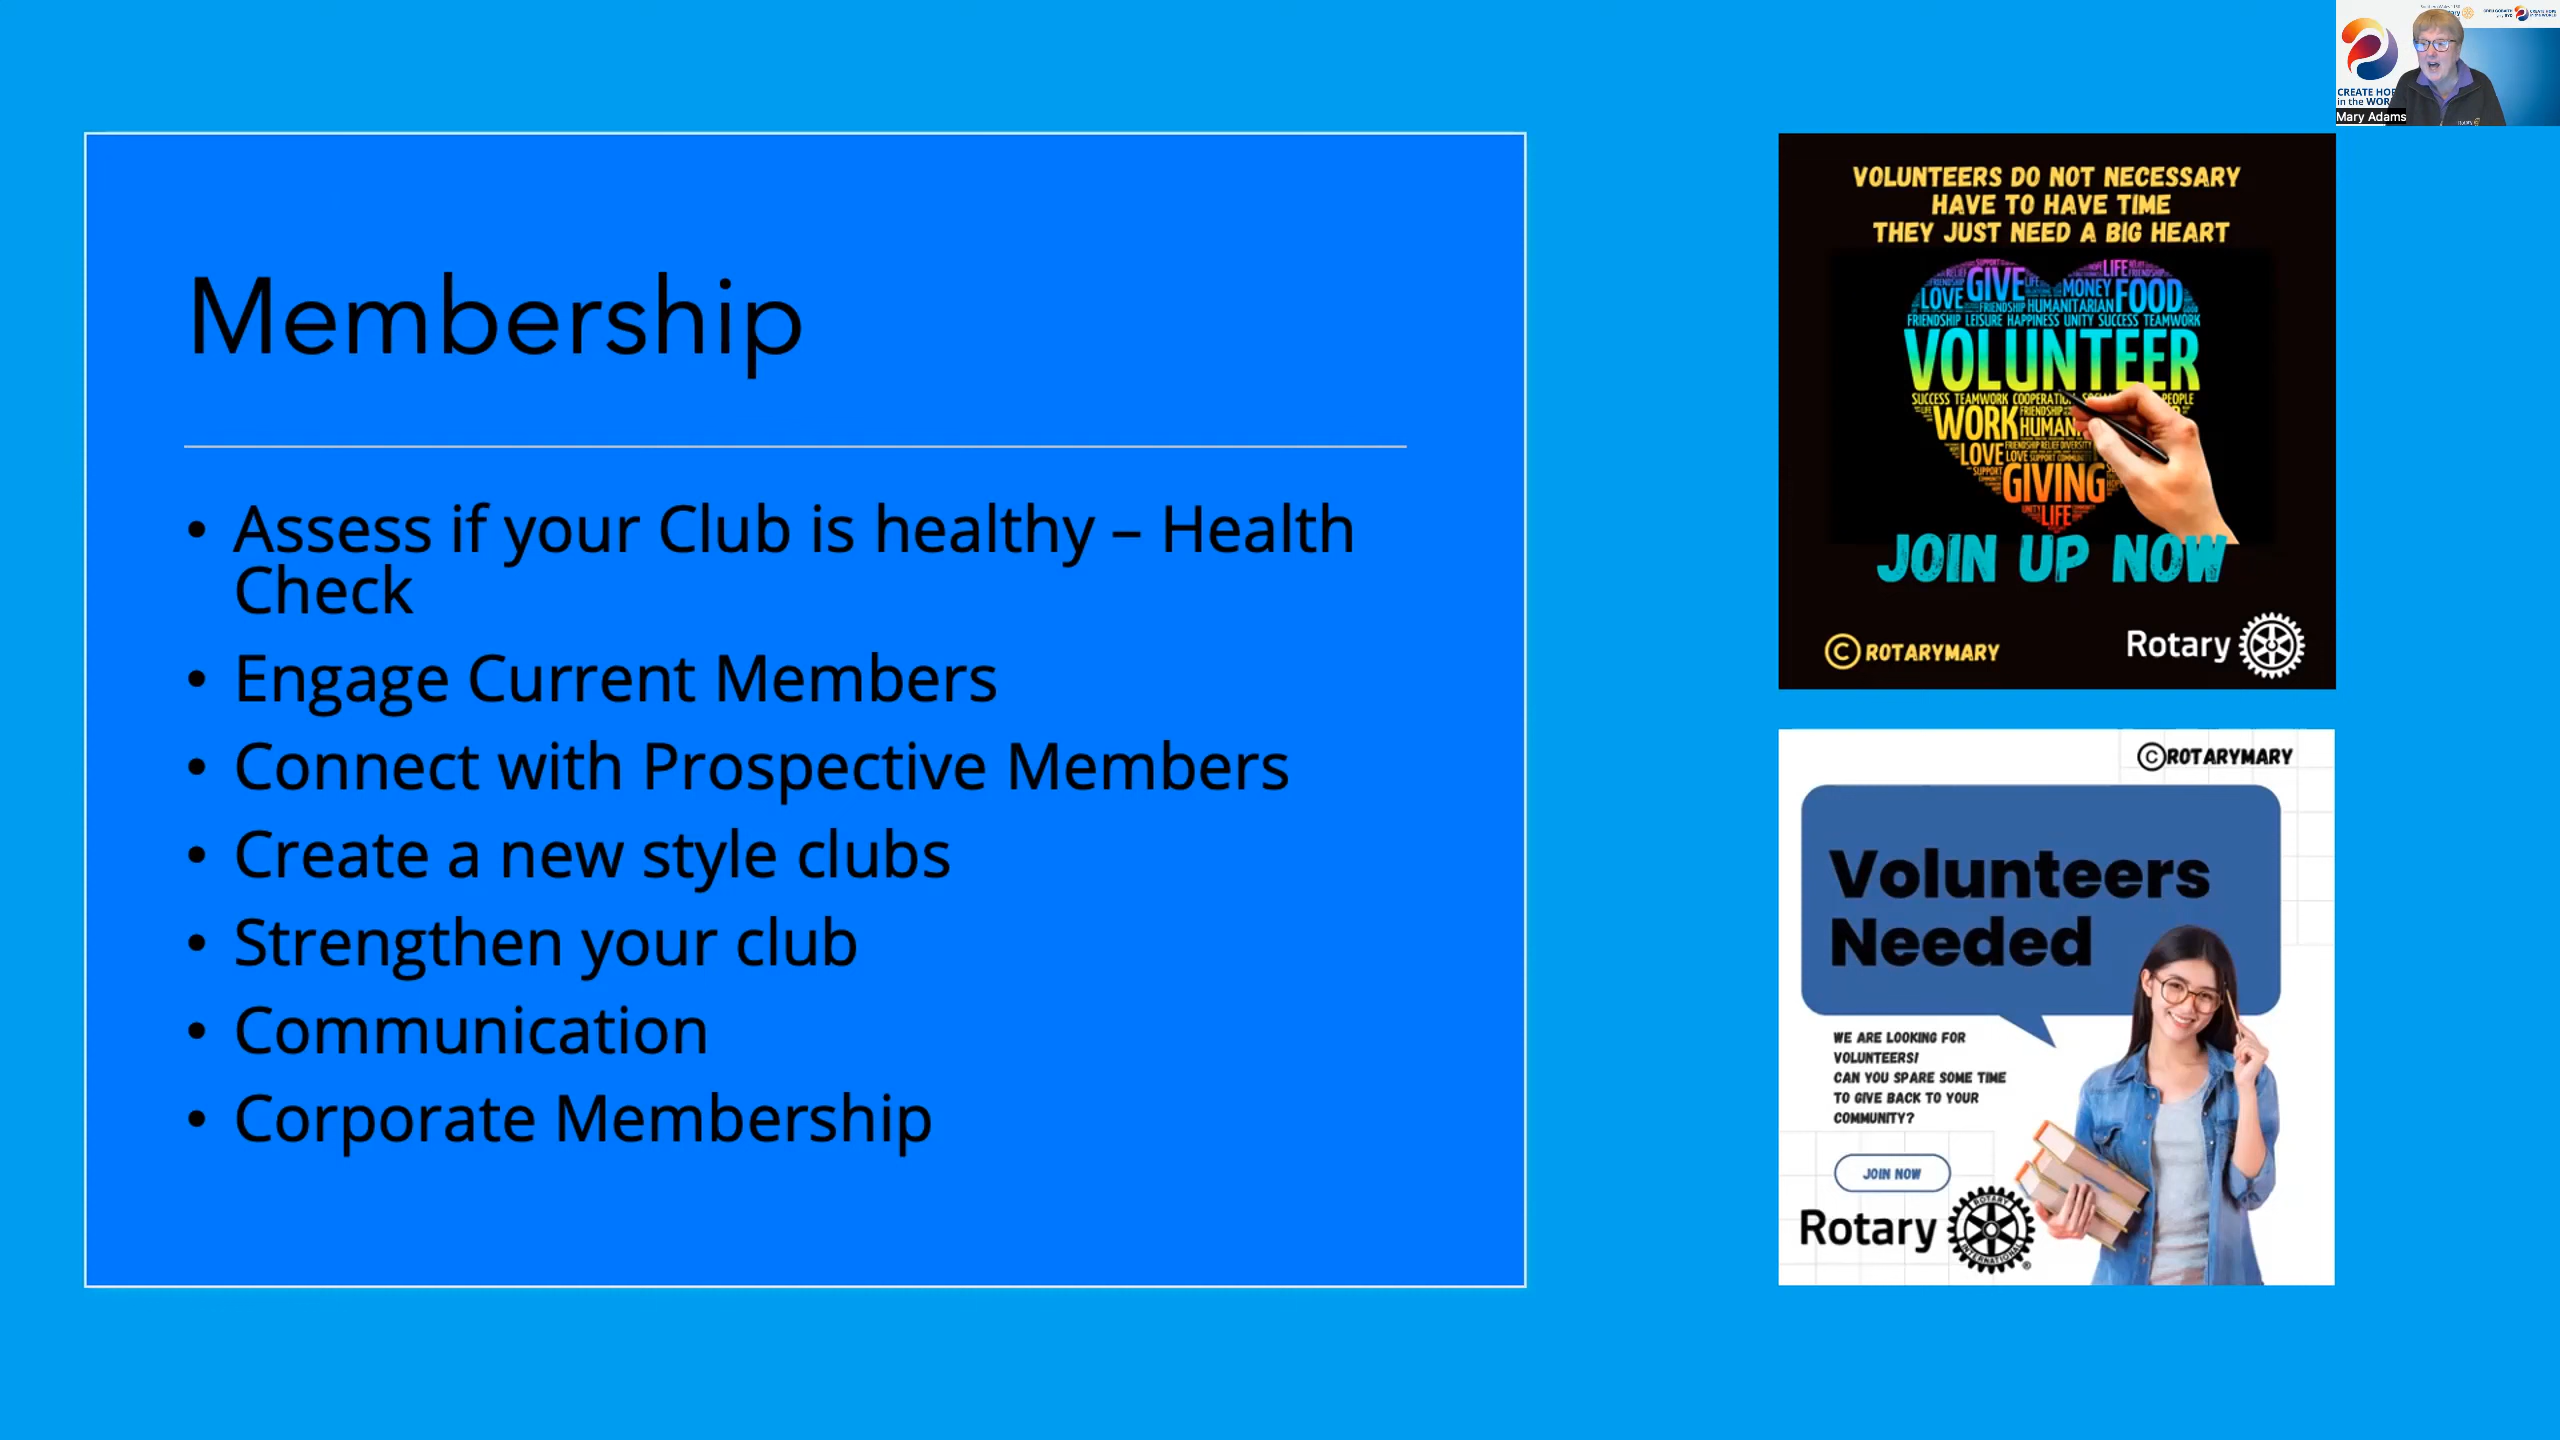 Membership
• Assess if your Club is healthy – Health
Check
• Engage Current Members
• Connect with Prospective Members
• Create a new style clubs
• Strengthen your club
• Communication
• Corporate Membership
CREATE HOP
in the WOR
Mary Adams
VOLUNTEERS DO NOT NECESSARY
HAVE TO HAVE TIME
THEY JUST NEED A BIG HEART
GIVE LIFE
LOVE MONEY FOOD
FRIENDSHIP HUMANITARIAN
FRIENDSHIP LEISURE HAPPINESS UNITY SUCCESS TEAMWORK
VOLUNTEER
SUCCESS TEAMWORK PEOPLE
WORK HUMAN
LOVE LOVE
SUPPORT GIVING
UNITY
LIFE
JOIN UP NOW
© ROTARYMARY
Rotary
© ROTARYMARY
Volunteers
Needed
WE ARE LOOKING FOR
VOLUNTEERS!
CAN YOU SPARE SOME TIME
TO GIVE BACK TO YOUR
COMMUNITY?
JOIN NOW
Rotary
ROTARY
INTERNATIONAL
®